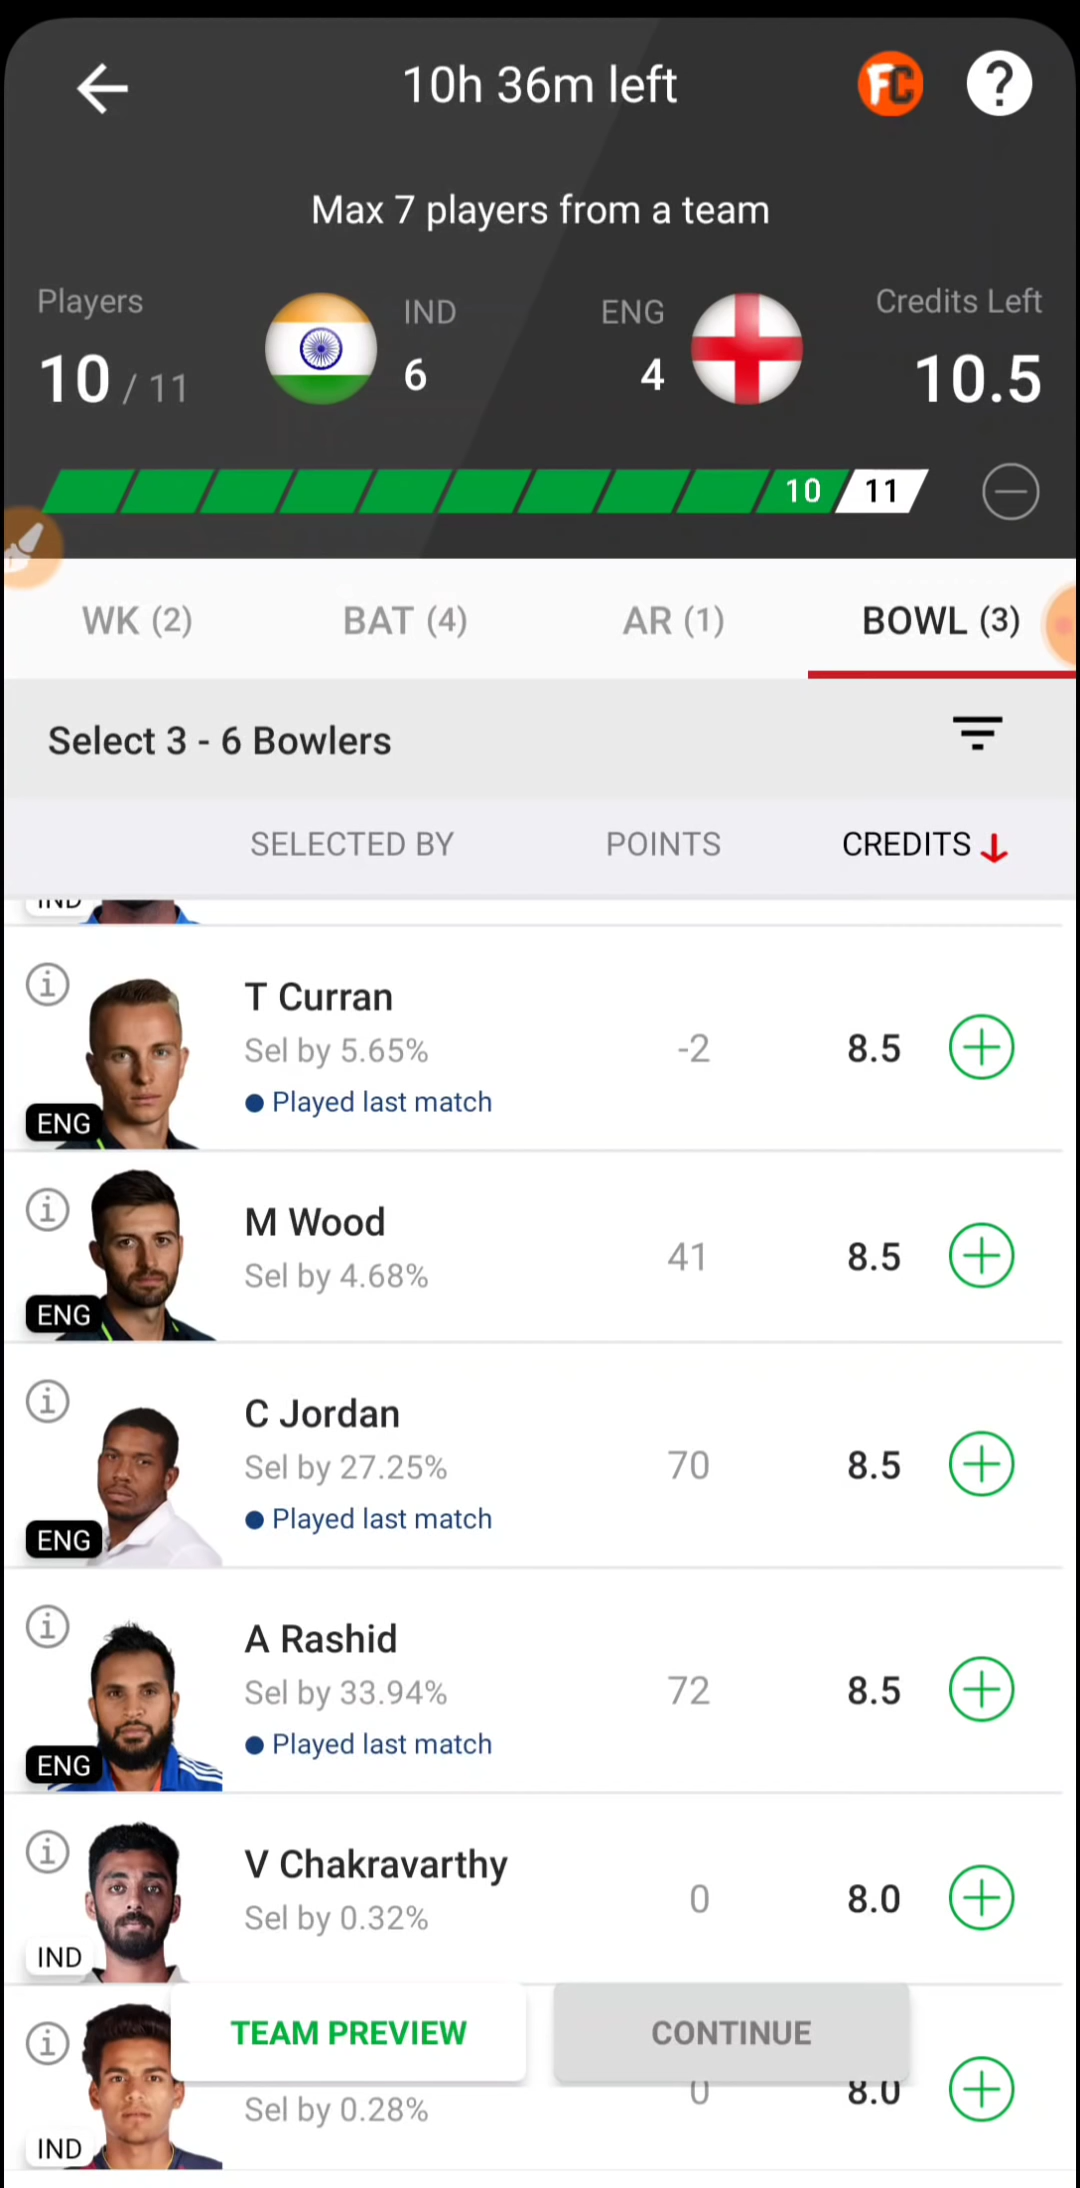 10h 36m left
FC
?
Max 7 players from a team
Players
IND
ENG
Credits Left
10 / 11
6
4
10.5
10
11
WK (2)
BAT (4)
AR (1)
BOWL (3)
Select 3 - 6 Bowlers
SELECTED BY
POINTS
CREDITS
IND
T Curran
Sel by 5.65%
-2
8.5
Played last match
ENG
M Wood
Sel by 4.68%
41
8.5
ENG
C Jordan
Sel by 27.25%
70
8.5
Played last match
ENG
A Rashid
Sel by 33.94%
72
8.5
Played last match
ENG
V Chakravarthy
Sel by 0.32%
0
8.0
IND
TEAM PREVIEW
CONTINUE
Sel by 0.28%
0
8.0
IND